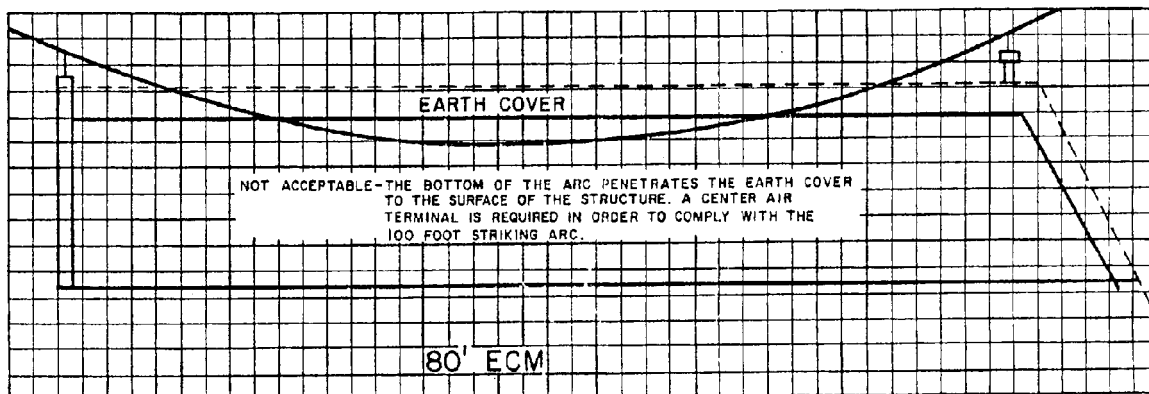 EARTH COVER
NOT ACCEPTABLE-THE BOTTOM OF THE ARC PENETRATES THE EARTH COVER
TO THE SURFACE OF THE STRUCTURE. A CENTER AIR
TERMINAL IS REQUIRED IN ORDER TO COMPLY WITH THE
100 FOOT STRIKING ARC.
80' ECM